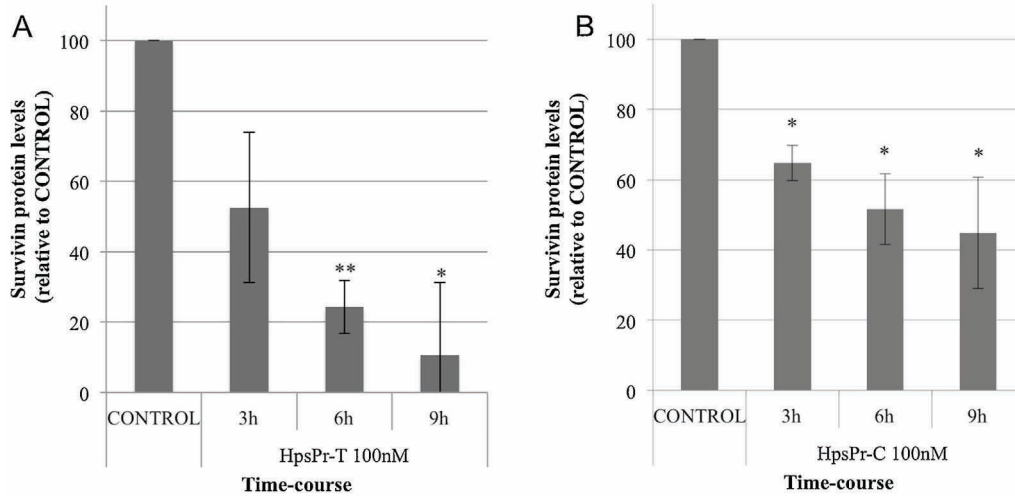 A
Survivin protein levels
(relative to CONTROL)
100
80
60
40
20
0
**
*
CONTROL 3h 6h 9h
HpsPr-T 100nM
Time-course
B
Survivin protein levels
(relative to CONTROL)
100
80
60
40
20
0
*
*
*
CONTROL 3h 6h 9h
HpsPr-C 100nM
Time-course